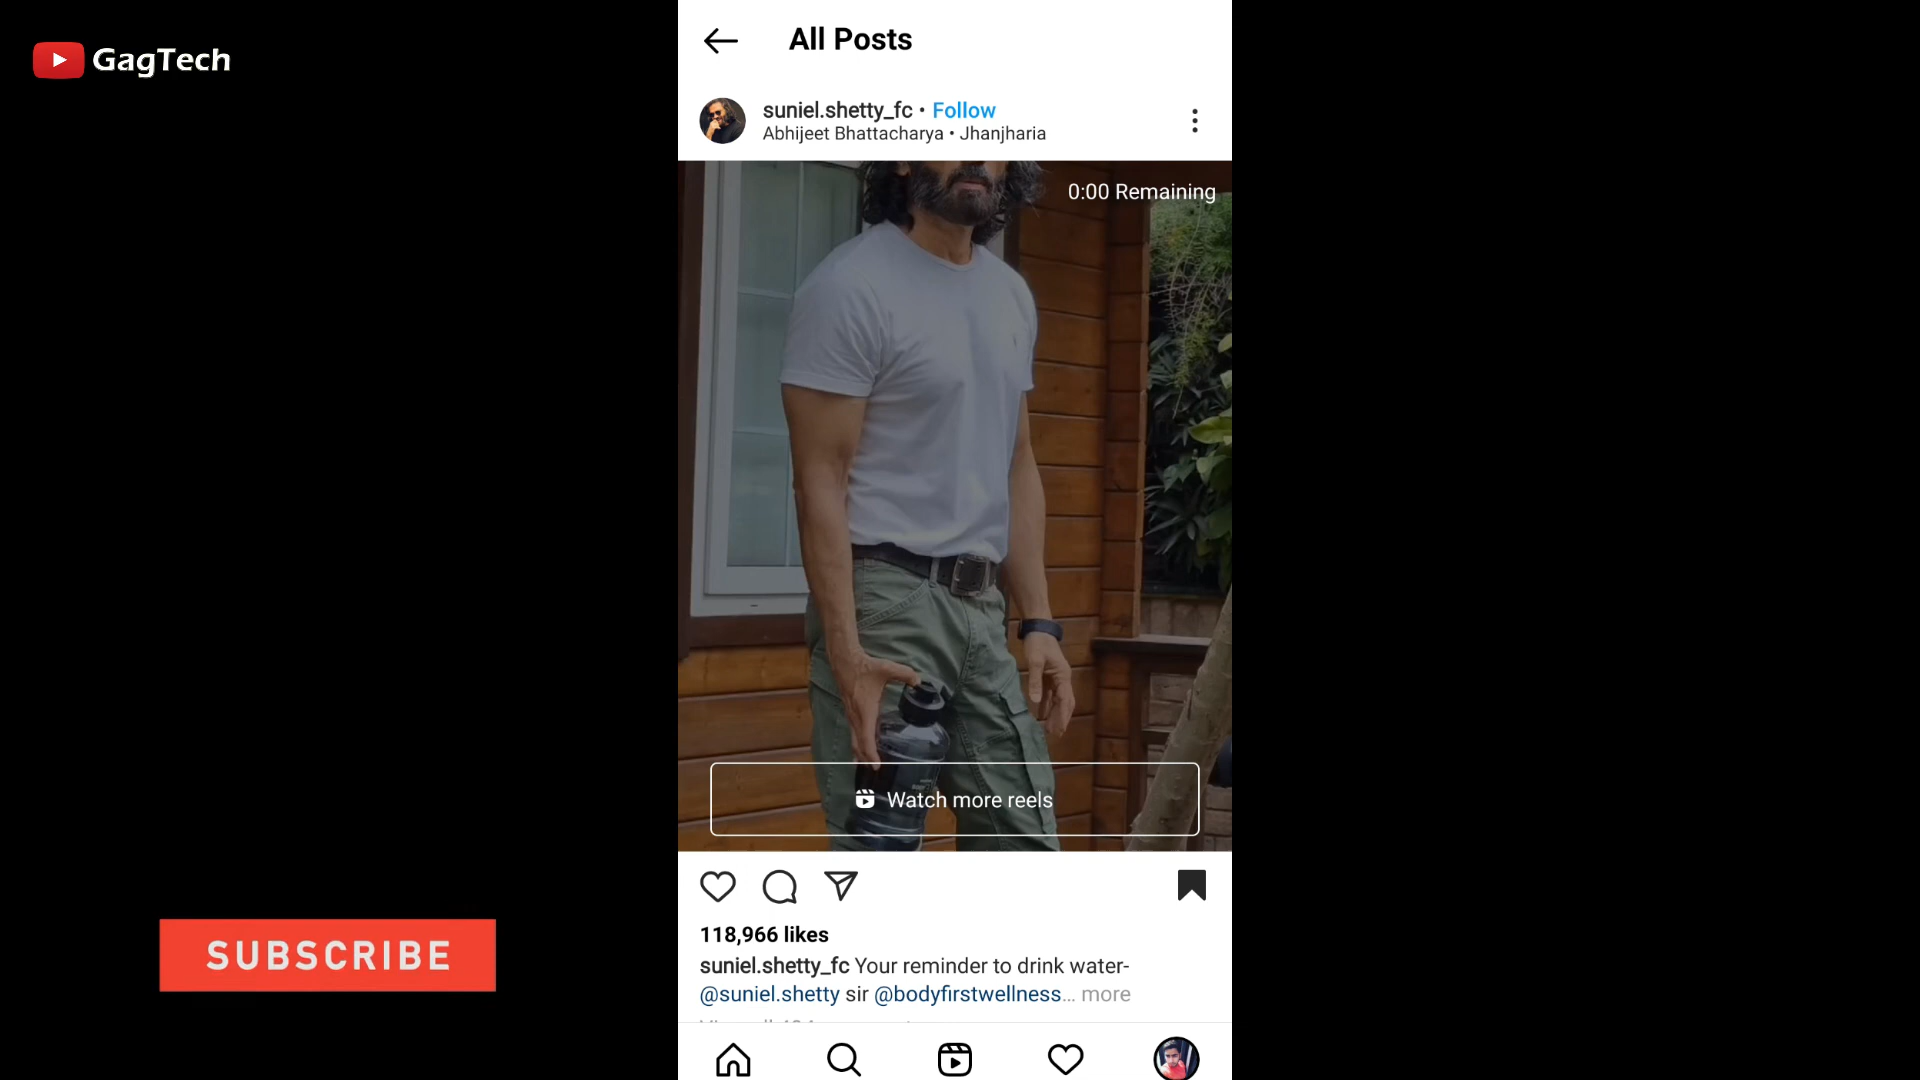 GagTech
All Posts
suniel.shetty_fc • Follow
Abhijeet Bhattacharya • Jhanjharia
0:00 Remaining
Watch more reels
118,966 likes
suniel.shetty_fc Your reminder to drink water-
@suniel.shetty sir @bodyfirstwellness... more
SUBSCRIBE